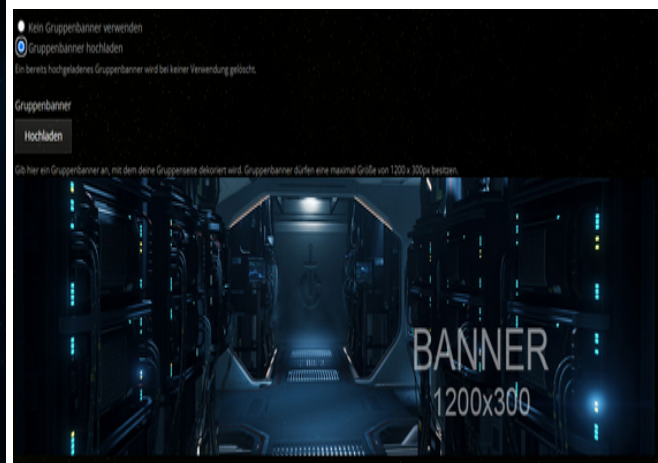 Kein Gruppenbanner verwenden
Gruppenbanner hochladen
Ein bereits hochgeladenes Gruppenbanner wird bei keiner Verwendung gelöscht.
Gruppenbanner
Hochladen
Gib hier ein Gruppenbanner an, mit dem deine Gruppenseite dekoriert wird. Gruppenbanner dürfen eine maximal Größe von 1200 x 300px besitzen.
BANNER
1200x300